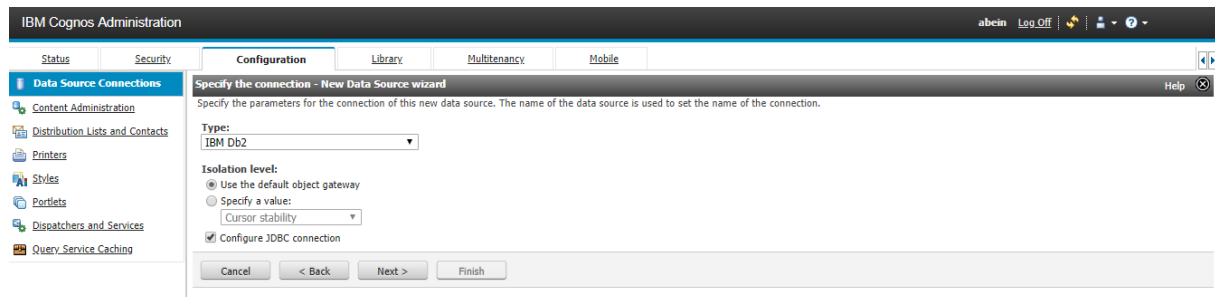 IBM Cognos Administration
abein Log Off
Status Security Configuration Library Multitenancy Mobile
Data Source Connections
Content Administration
Distribution Lists and Contacts
Printers
Styles
Portlets
Dispatchers and Services
Query Service Caching
Specify the connection - New Data Source wizard
Help
Specify the parameters for the connection of this new data source. The name of the data source is used to set the name of the connection.
Type:
IBM Db2
Isolation level:
Use the default object gateway
Specify a value:
Cursor stability
Configure JDBC connection
Cancel < Back Next > Finish